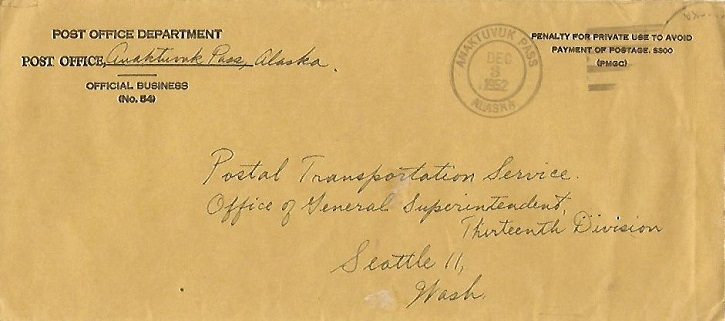 POST OFFICE DEPARTMENT
POST OFFICE, Anaktuvuk Pass, Alaska.
OFFICIAL BUSINESS
(No. 54)
ANAKTUVUK PASS
DEC
3
1952
ALASKA
PENALTY FOR PRIVATE USE TO AVOID
PAYMENT OF POSTAGE. $300
(PMGC)
Postal Transportation Service.
Office of General Superintendent,
Thirteenth Division
Seattle 11,
Wash.